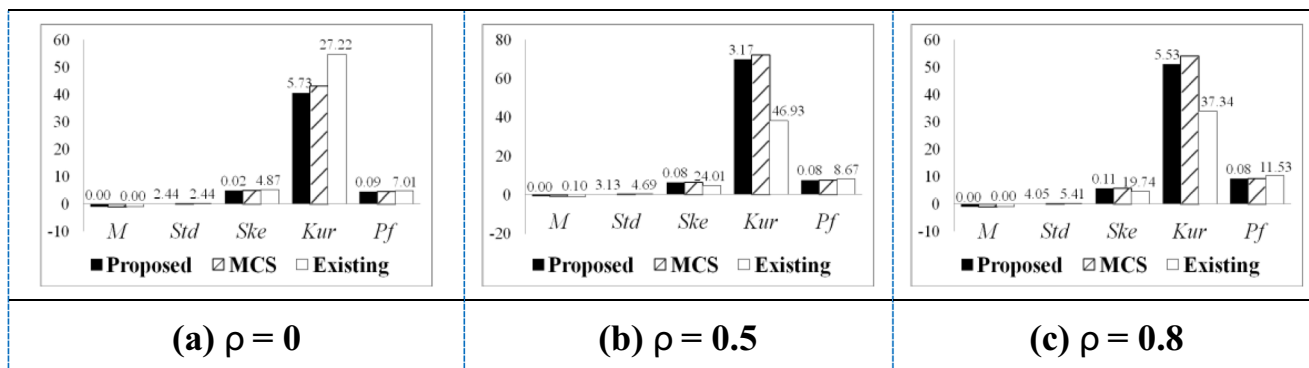 60
50
40
30
20
10
0
-10
0.00 0.00 2.44 2.44 0.02 4.87 5.73 27.22 0.09 7.01
M Std Ske Kur Pf
Proposed MCS Existing
80
60
40
20
0
-20
0.00 0.10 3.13 4.69 0.08 24.01 3.17 46.93 0.08 8.67
M Std Ske Kur Pf
Proposed MCS Existing
60
50
40
30
20
10
0
-10
0.00 0.00 4.05 5.41 0.11 19.74 5.53 37.34 0.08 11.53
M Std Ske Kur Pf
Proposed MCS Existing
(a) ρ = 0
(b) ρ = 0.5
(c) ρ = 0.8